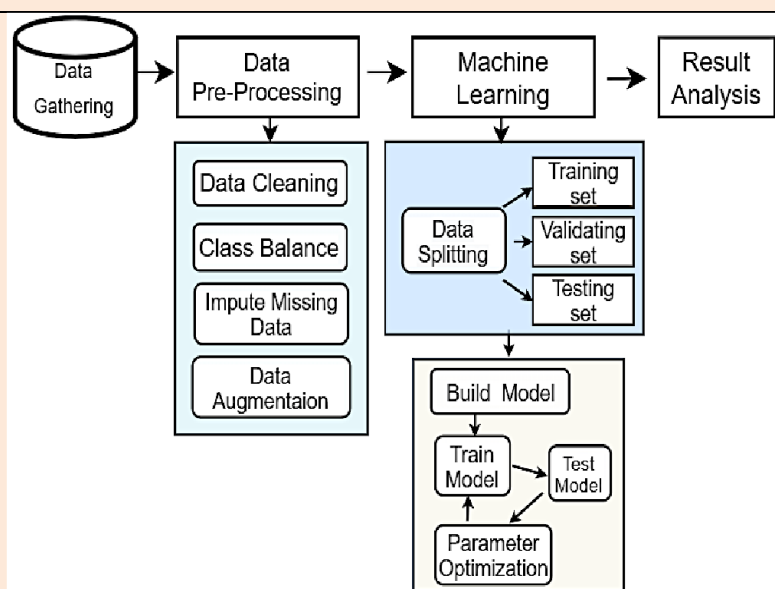 Data
Gathering
Data
Pre-Processing
Machine
Learning
Result
Analysis
Data Cleaning
Class Balance
Impute Missing
Data
Data
Augmentaion
Data
Splitting
Training
set
Validating
set
Testing
set
Build Model
Train
Model
Test
Model
Parameter
Optimization